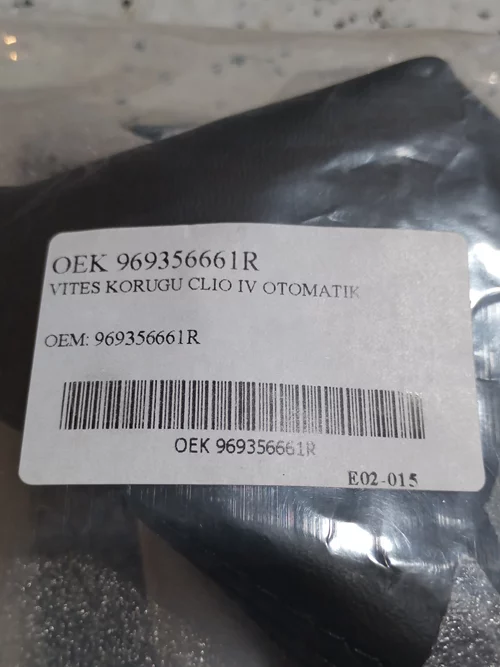 OEK 969356661R
VITES KORUGU CLIO IV OTOMATIK
OEM: 969356661R
OEK 969356661R
E02-015